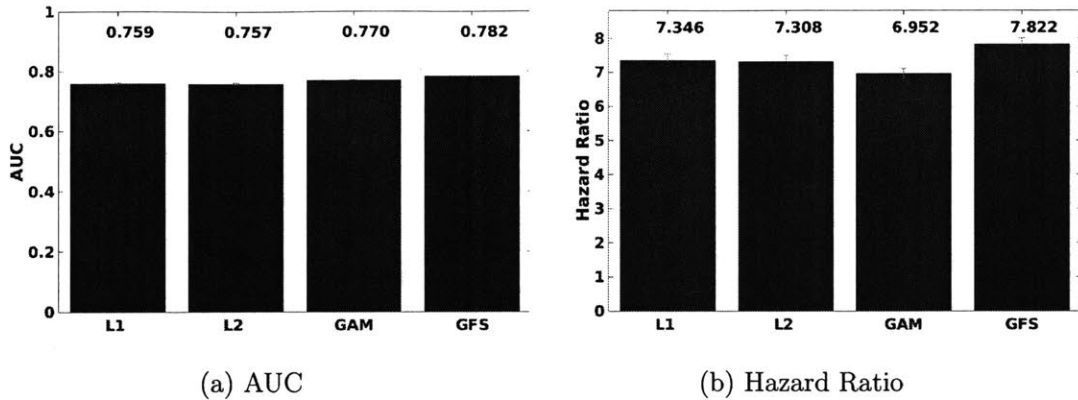 1
0.8
0.6
0.4
0.2
0
AUC
0.759 0.757 0.770 0.782
L1 L2 GAM GFS
(a) AUC
8
7
6
5
4
3
2
1
0
Hazard Ratio
7.346 7.308 6.952 7.822
L1 L2 GAM GFS
(b) Hazard Ratio